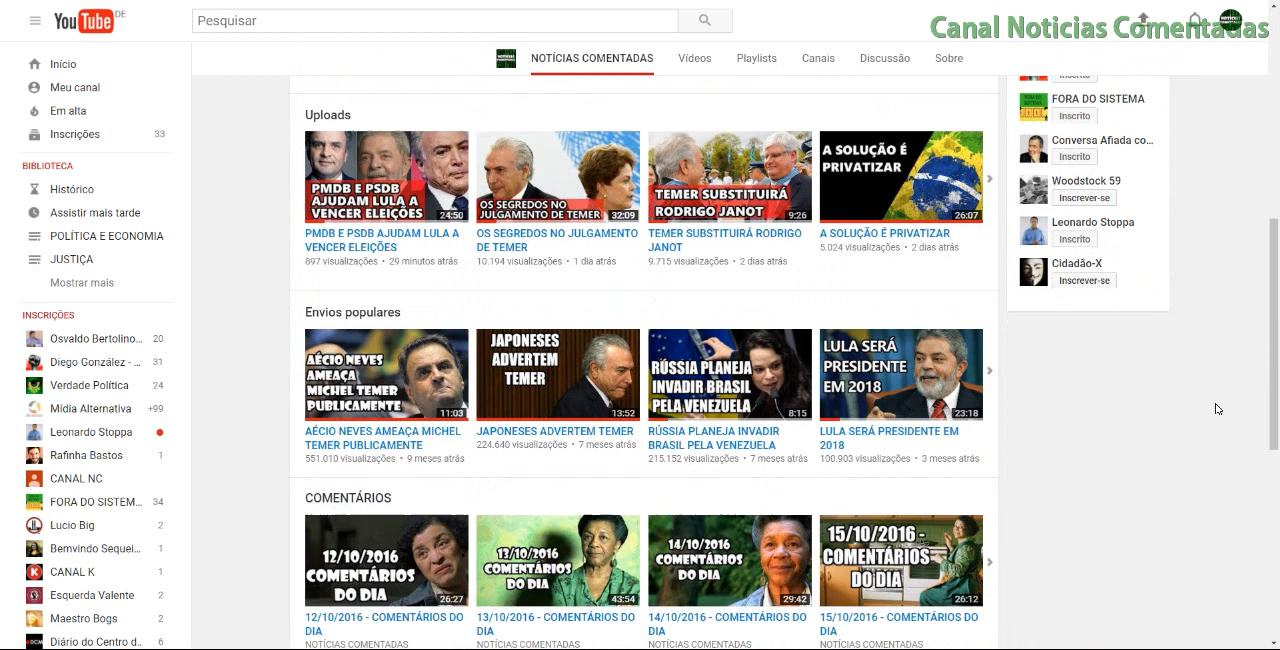 YouTube DE
Pesquisar
Canal Noticias Comentadas
NOTÍCIAS COMENTADAS
Vídeos
Playlists
Canais
Discussão
Sobre
Início
Meu canal
Em alta
Inscrições 33
BIBLIOTECA
Histórico
Assistir mais tarde
POLÍTICA E ECONOMIA
JUSTIÇA
Mostrar mais
INSCRIÇÕES
Osvaldo Bertolino... 20
Diego González - ... 31
Verdade Política 24
Mídia Alternativa +99
Leonardo Stoppa
Rafinha Bastos 1
CANAL NC
FORA DO SISTEM... 34
Lucio Big 2
Bemvindo Sequei... 1
CANAL K 1
Esquerda Valente 2
Maestro Bogs 2
Diário do Centro d... 6
Uploads
PMDB E PSDB
AJUDAM LULA A
VENCER ELEIÇÕES
24:50
PMDB E PSDB AJUDAM LULA A
VENCER ELEIÇÕES
897 visualizações • 29 minutos atrás
OS SEGREDOS NO
JULGAMENTO DE TEMER
32:09
OS SEGREDOS NO JULGAMENTO
DE TEMER
10.194 visualizações • 1 dia atrás
TEMER SUBSTITUIRÁ
RODRIGO JANOT
9:26
TEMER SUBSTITUIRÁ RODRIGO
JANOT
9.715 visualizações • 2 dias atrás
A SOLUÇÃO É
PRIVATIZAR
26:07
A SOLUÇÃO É PRIVATIZAR
5.024 visualizações • 2 dias atrás
Envios populares
AÉCIO NEVES
AMEAÇA
MICHEL TEMER
PUBLICAMENTE
11:03
AÉCIO NEVES AMEAÇA MICHEL
TEMER PUBLICAMENTE
551.010 visualizações • 9 meses atrás
JAPONESES
ADVERTEM
TEMER
13:52
JAPONESES ADVERTEM TEMER
224.640 visualizações • 7 meses atrás
RÚSSIA PLANEJA
INVADIR BRASIL
PELA VENEZUELA
8:15
RÚSSIA PLANEJA INVADIR
BRASIL PELA VENEZUELA
215.152 visualizações • 7 meses atrás
LULA SERÁ
PRESIDENTE
EM 2018
23:18
LULA SERÁ PRESIDENTE EM
2018
100.903 visualizações • 3 meses atrás
COMENTÁRIOS
12/10/2016
COMENTÁRIOS
DO DIA
26:27
12/10/2016 - COMENTÁRIOS DO
DIA
NOTÍCIAS COMENTADAS
13/10/2016
COMENTÁRIOS
DO DIA
43:54
13/10/2016 - COMENTÁRIOS DO
DIA
NOTÍCIAS COMENTADAS
14/10/2016
COMENTÁRIOS
DO DIA
29:42
14/10/2016 - COMENTÁRIOS DO
DIA
NOTÍCIAS COMENTADAS
15/10/2016 -
COMENTÁRIOS
DO DIA
26:12
15/10/2016 - COMENTÁRIOS DO
DIA
NOTÍCIAS COMENTADAS
Inscrito
FORA DO SISTEMA
Inscrito
Conversa Afiada co...
Inscrito
Woodstock 59
Inscrever-se
Leonardo Stoppa
Inscrito
Cidadão-X
Inscrever-se